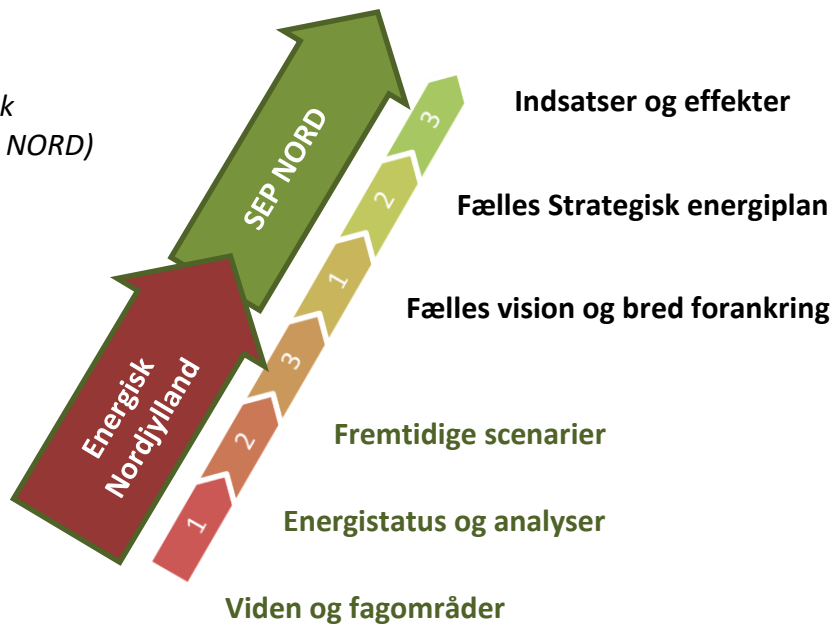 k
NORD)
SEP NORD
Energisk
Nordjylland
3
Indsatser og effekter
2
Fælles Strategisk energiplan
1
Fælles vision og bred forankring
3
Fremtidige scenarier
2
Energistatus og analyser
1
Viden og fagområder